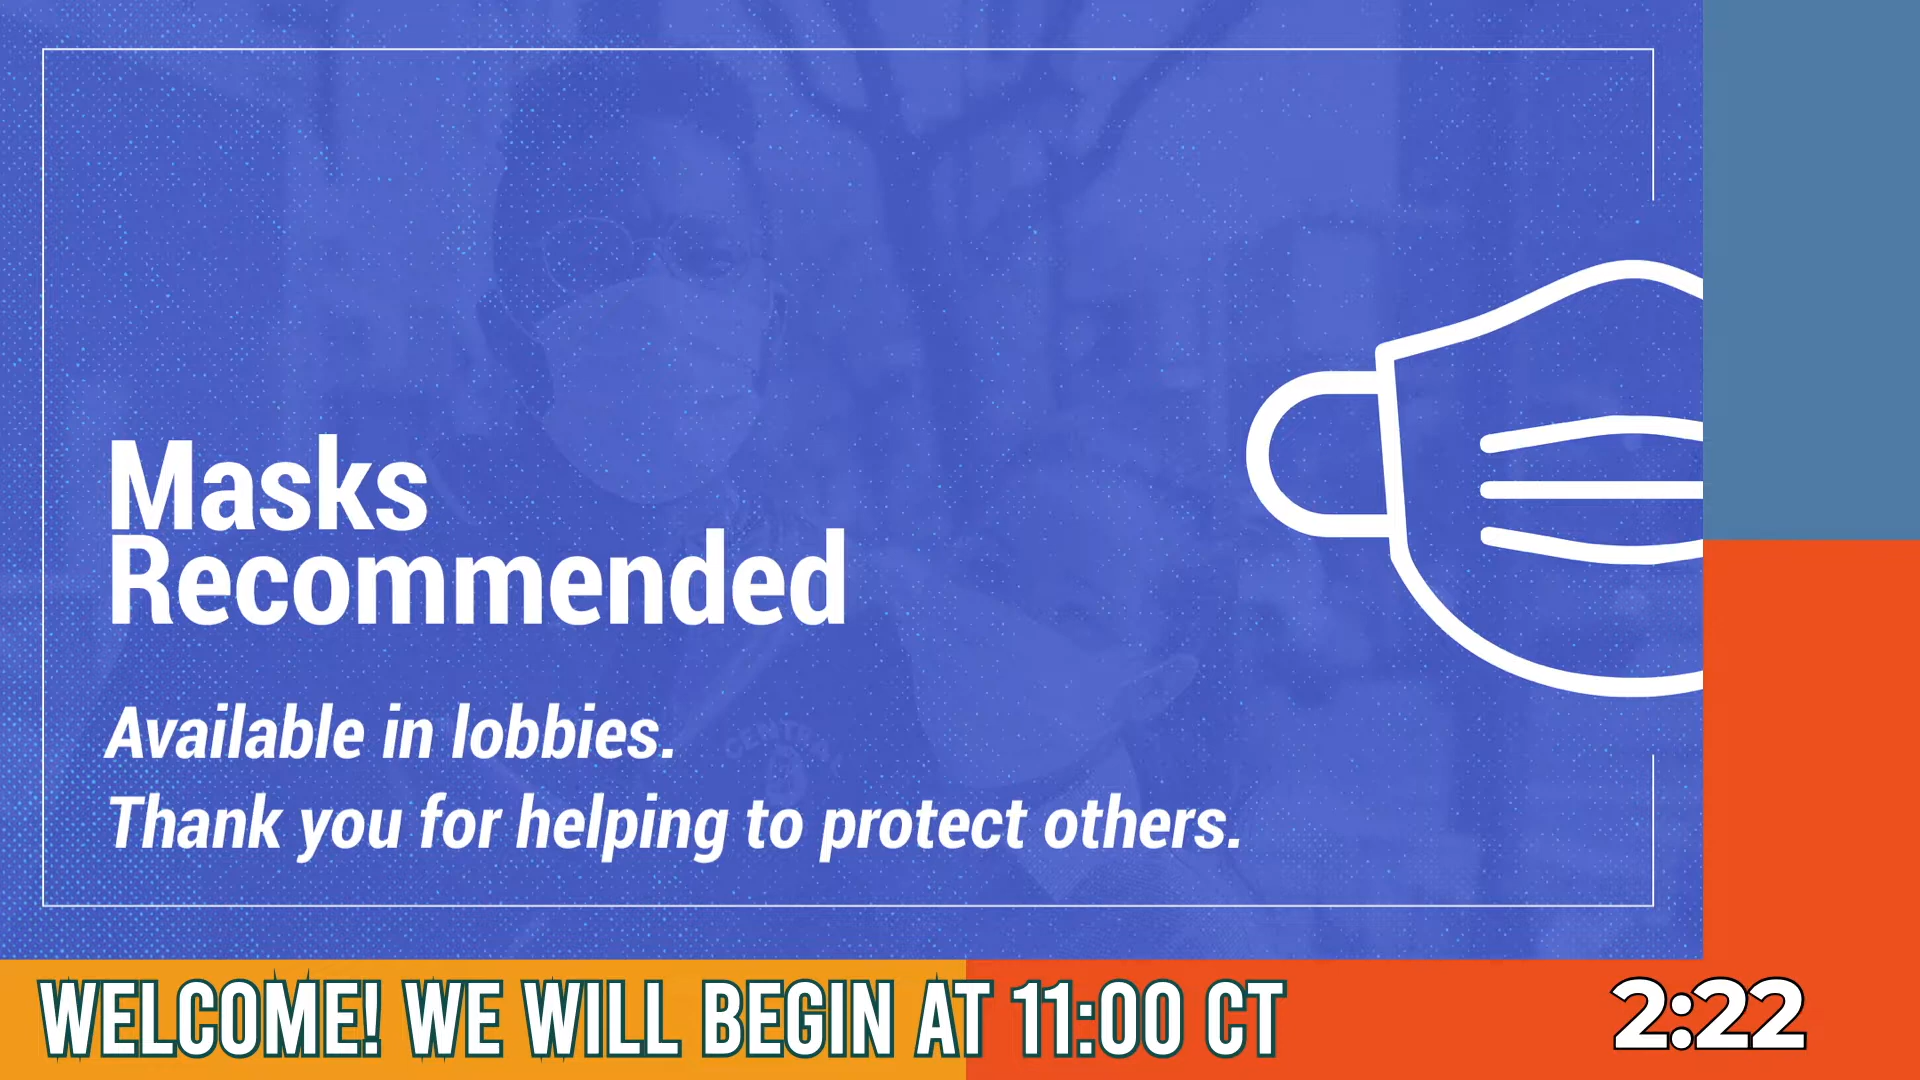 Masks
Recommended
Available in lobbies.
Thank you for helping to protect others.
WELCOME! WE WILL BEGIN AT 11:00 CT
2:22